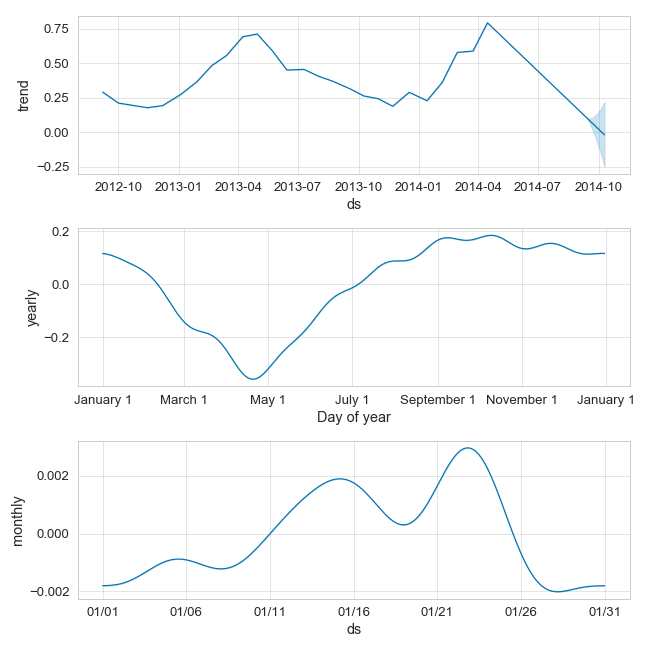 0.75
0.50
0.25
0.00
−0.25
trend
2012-10 2013-01 2013-04 2013-07 2013-10 2014-01 2014-04 2014-07 2014-10
ds
0.2
0.0
−0.2
yearly
January 1 March 1 May 1 July 1 September 1 November 1 January 1
Day of year
0.002
0.000
−0.002
monthly
01/01 01/06 01/11 01/16 01/21 01/26 01/31
ds